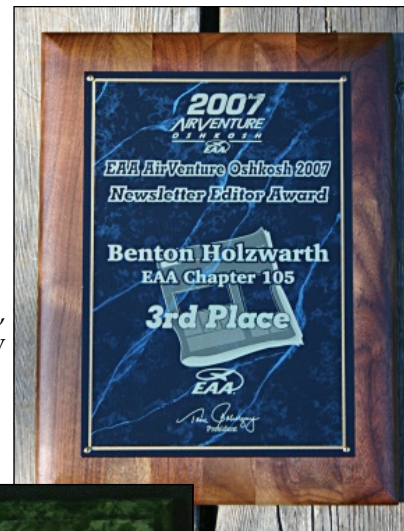 2007
AIRVENTURE
OSHKOSH
EAA
EAA AirVenture Oshkosh 2007
Newsletter Editor Award
Benton Holzwarth
EAA Chapter 105
3rd Place
EAA
President